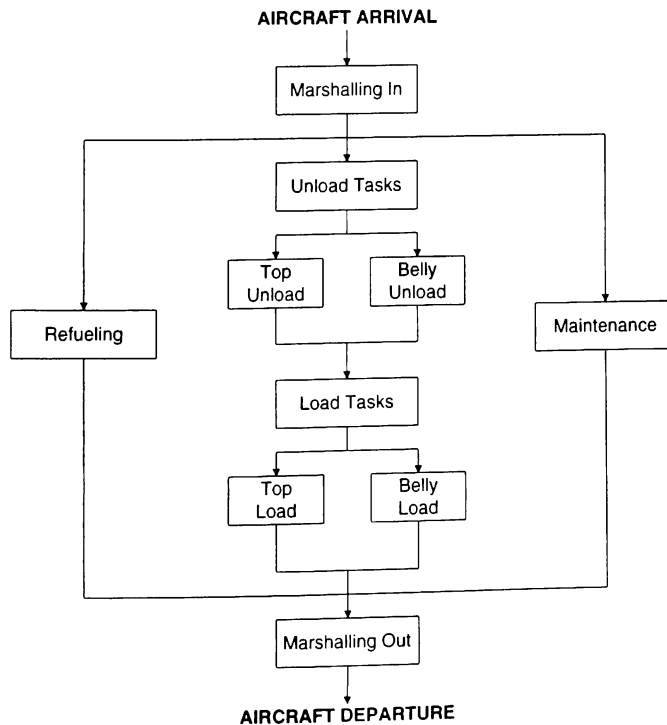 AIRCRAFT ARRIVAL
Marshalling In
Unload Tasks
Top
Unload
Belly
Unload
Refueling
Maintenance
Load Tasks
Top
Load
Belly
Load
Marshalling Out
AIRCRAFT DEPARTURE